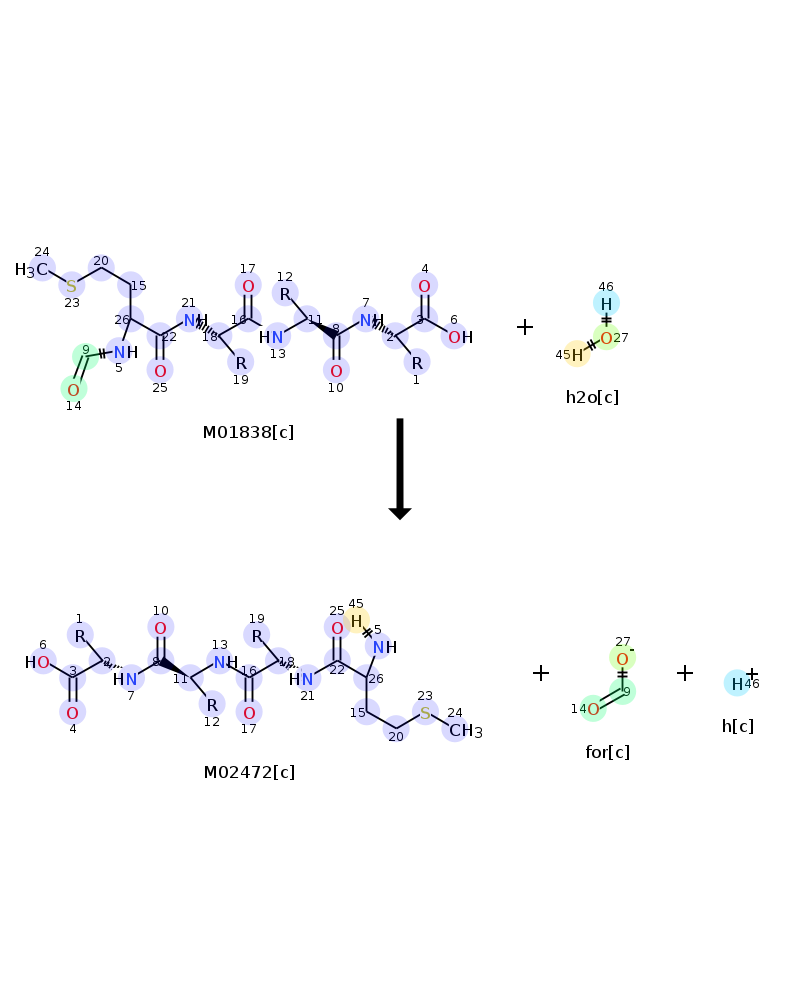 24
H3C
20
S
23
15
26
9
NH
5
O
14
22
O
25
21
NH
18
R
19
17
O
16
HN
13
12
R
11
8
O
10
7
NH
2
R
1
4
O
3
6
OH
+
46
H
O27
45H
h2o[c]
M01838[c]
1
R
6
HO
3
O
4
2
HN
7
10
O
8
11
R
12
13
NH
16
O
17
19
R
18
HN
21
25
O
22
45
H
5
NH
26
15
20
23
S
24
CH3
+
27
O-
9
14O
+
H+
46
for[c]
h[c]
M02472[c]